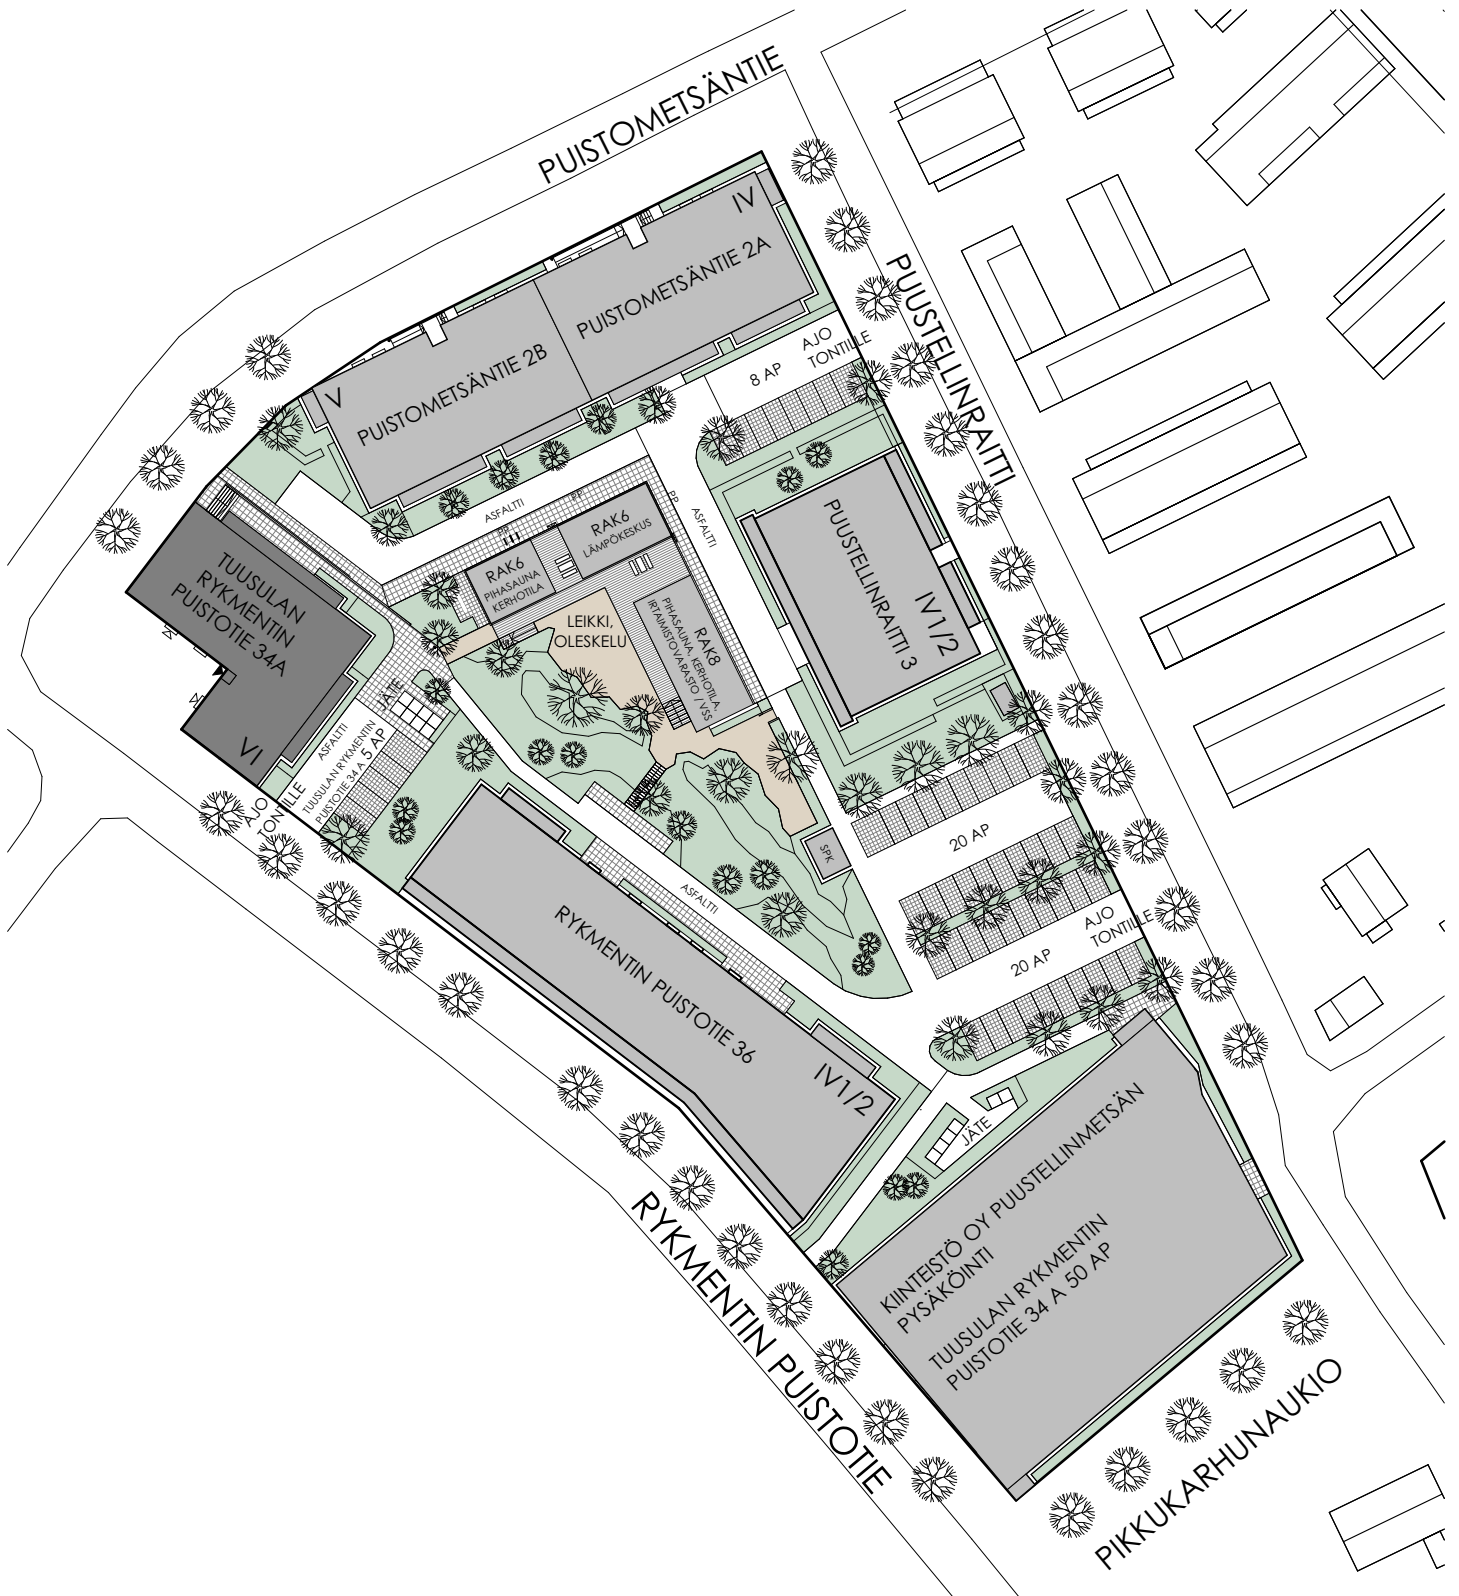 PUISTOMETSÄNTIE
IV
PUISTOMETSÄNTIE 2A
PUUSTELLINRAITTI
V
PUISTOMETSÄNTIE 2B
AJO
TONTILLE
8 AP
ASFALTTI
PP
PP
PP
ASFALTTI
RAK6
LÄMPÖKESKUS
RAK6
PIHASAUNA
KERHOTILA
PUUSTELLINRAITTI 3
IV1/2
TUUSULAN
RYKMENTIN
PUISTOTIE 34A
VI
LEIKKI,
OLESKELU
RAK8
PIHASAUNA, KERHOTILA,
IRTAIMISTOVARASTO / VSS
JÄTE
ASFALTTI
TUUSULAN RYKMENTIN
PUISTOTIE 34 A 5 AP
AJO
TONTILLE
20 AP
SPK
ASFALTTI
AJO
TONTILLE
20 AP
RYKMENTIN PUISTOTIE 36
IV1/2
JÄTE
KIINTEISTÖ OY PUUSTELLINMETSÄN
PYSÄKÖINTI
TUUSULAN RYKMENTIN
PUISTOTIE 34 A 50 AP
RYKMENTIN PUISTOTIE
PIKKUKARHUNAUKIO